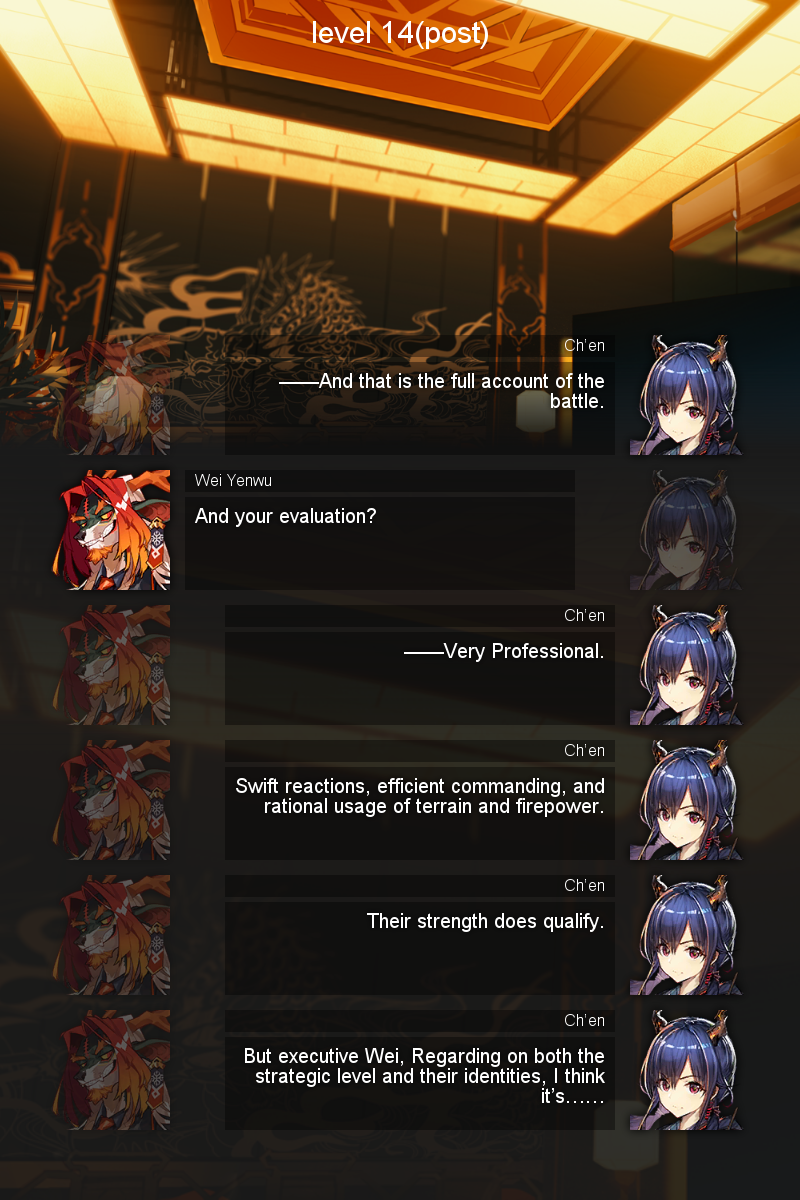 level 14(post)
Ch'en
——And that is the full account of the
battle.
Wei Yenwu
And your evaluation?
Ch'en
——Very Professional.
Ch'en
Swift reactions, efficient commanding, and
rational usage of terrain and firepower.
Ch'en
Their strength does qualify.
Ch'en
But executive Wei, Regarding on both the
strategic level and their identities, I think
it's……